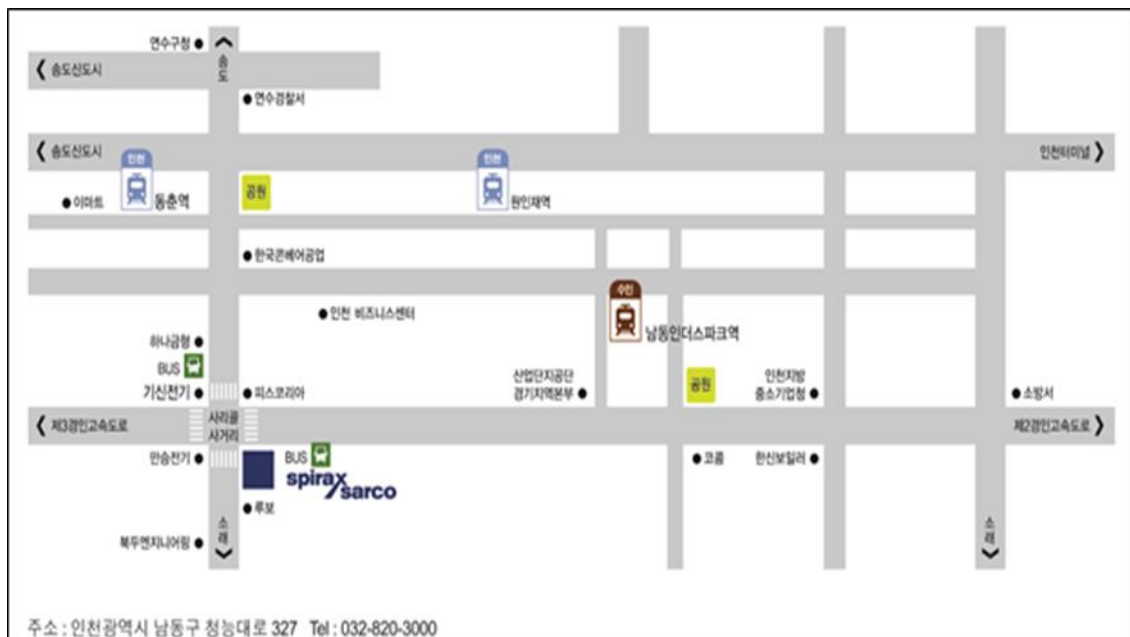 연수구청
송도
송도신도시
연수경찰서
송도신도시
인천터미널
인천
인천
이마트
동춘역
공원
원인재역
한국콘베어공업
수인
인천 비즈니스센터
남동인더스파크역
하나금형
BUS
기신전기
피스코리아
산업단지공단
경기지역본부
공원
인천지방
중소기업청
소방서
제3경인고속도로
사리골
사거리
제2경인고속도로
만승전기
BUS
spirax
sarco
코콤
한신보일러
루보
소래
소래
북두엔지니어링
주소 : 인천광역시 남동구 청능대로 327 Tel : 032-820-3000